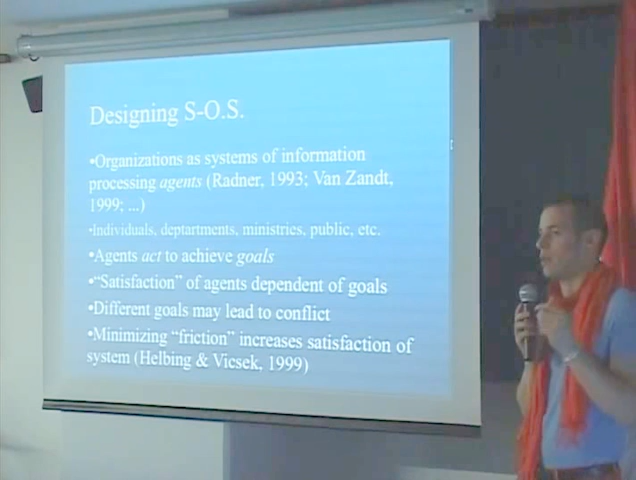 Designing S-O.S.
•Organizations as systems of information
processing agents (Radner, 1993; Van Zandt,
1999; ...)
•Individuals, deptartments, ministries, public, etc.
•Agents act to achieve goals
•“Satisfaction” of agents dependent of goals
•Different goals may lead to conflict
•Minimizing “friction” increases satisfaction of
system (Helbing & Vicsek, 1999)